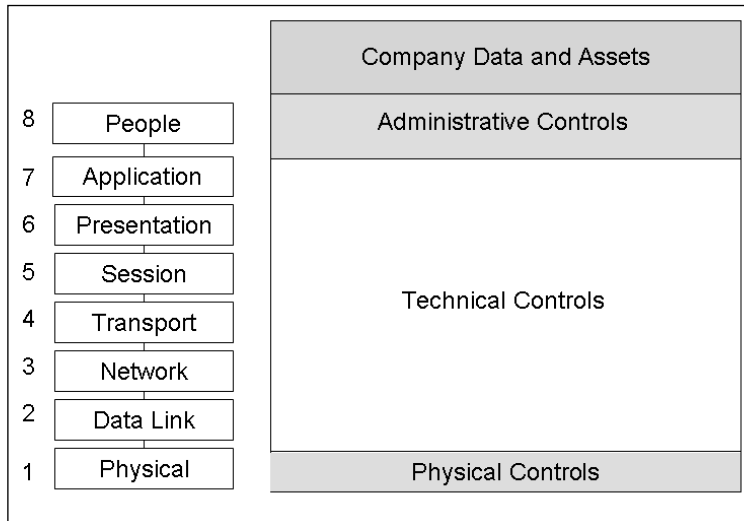 Company Data and Assets
8 People Administrative Controls
7 Application
6 Presentation
5 Session Technical Controls
4 Transport
3 Network
2 Data Link
1 Physical Physical Controls